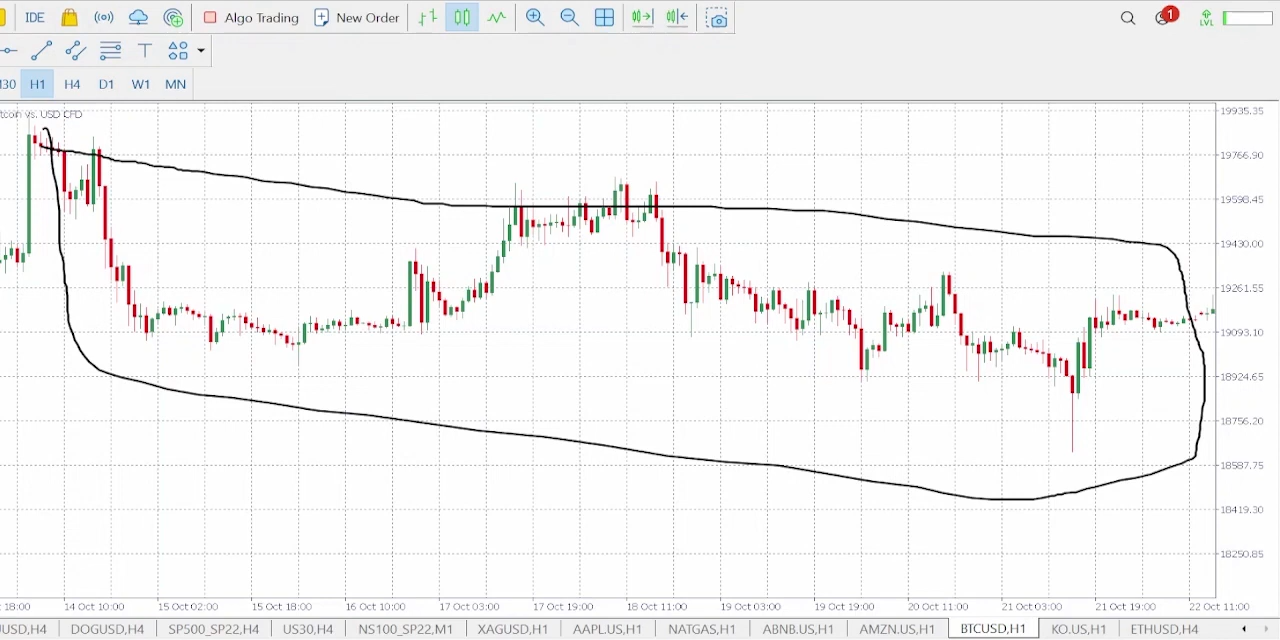 IDE Algo Trading New Order 1 LVL
T
H1 H4 D1 W1 MN
vs. USD CFD
19935.35
19766.90
19598.45
19430.00
19261.55
19093.10
18924.65
18756.20
18587.75
18419.30
18250.85
18:00 14 Oct 10:00 15 Oct 02:00 15 Oct 18:00 16 Oct 10:00 17 Oct 03:00 17 Oct 19:00 18 Oct 11:00 19 Oct 03:00 19 Oct 19:00 20 Oct 11:00 21 Oct 03:00 21 Oct 19:00 22 Oct 11:00
USD,H4 DOGUSD,H4 SP500_SP22,H4 US30,H4 NS100_SP22,M1 XAGUSD,H1 AAPL.US,H1 NATGAS,H1 ABNB.US,H1 AMZN.US,H1 BTCUSD,H1 KO.US,H1 ETHUSD,H4